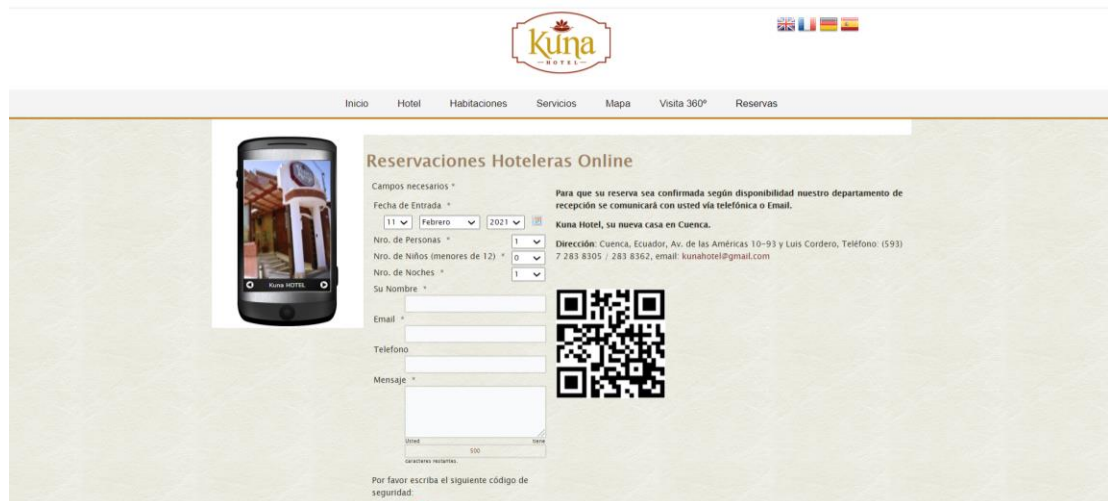 Kuna
HOTEL
Inicio Hotel Habitaciones Servicios Mapa Visita 360º Reservas
Kuna HOTEL
Reservaciones Hoteleras Online
Campos necesarios *
Fecha de Entrada *
11 Febrero 2021
Nro. de Personas * 1
Nro. de Niños (menores de 12) * 0
Nro. de Noches * 1
Su Nombre *
Email *
Telefono
Mensaje *
Usted tiene
500
caracteres restantes.
Por favor escriba el siguiente código de
seguridad:
Para que su reserva sea confirmada según disponibilidad nuestro departamento de
recepción se comunicará con usted vía telefónica o Email.
Kuna Hotel, su nueva casa en Cuenca.
Dirección: Cuenca, Ecuador, Av. de las Américas 10-93 y Luis Cordero, Teléfono: (593)
7 283 8305 / 283 8362, email: kunahotel@gmail.com